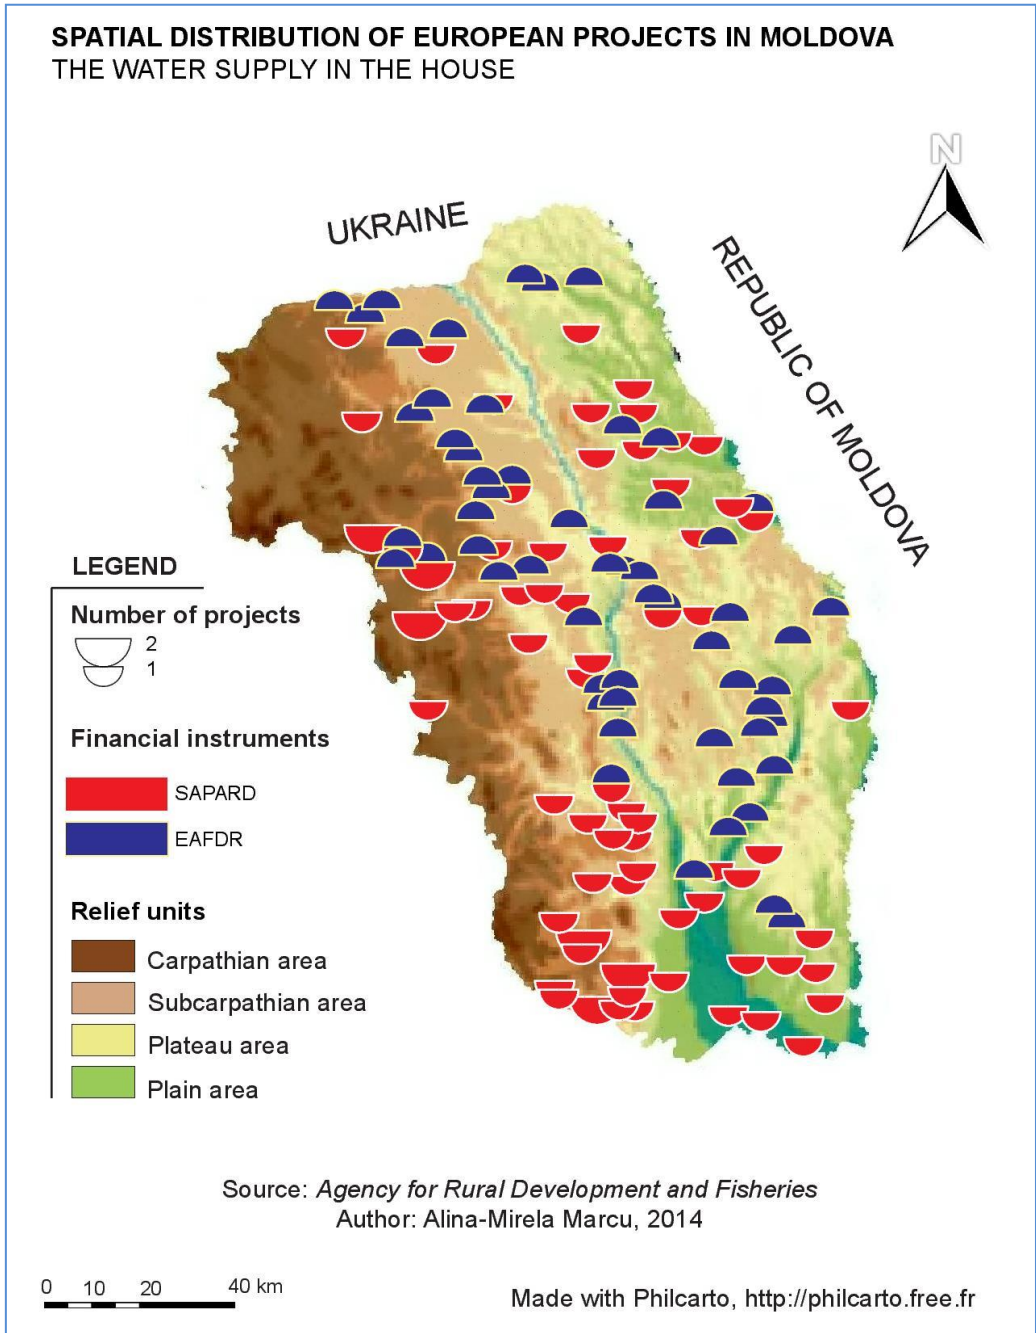 SPATIAL DISTRIBUTION OF EUROPEAN PROJECTS IN MOLDOVA
THE WATER SUPPLY IN THE HOUSE
N
UKRAINE
REPUBLIC OF MOLDOVA
LEGEND
Number of projects
2
1
Financial instruments
SAPARD
EAFDR
Relief units
Carpathian area
Subcarpathian area
Plateau area
Plain area
Source: Agency for Rural Development and Fisheries
Author: Alina-Mirela Marcu, 2014
0 10 20 40 km
Made with Philcarto, http://philcarto.free.fr